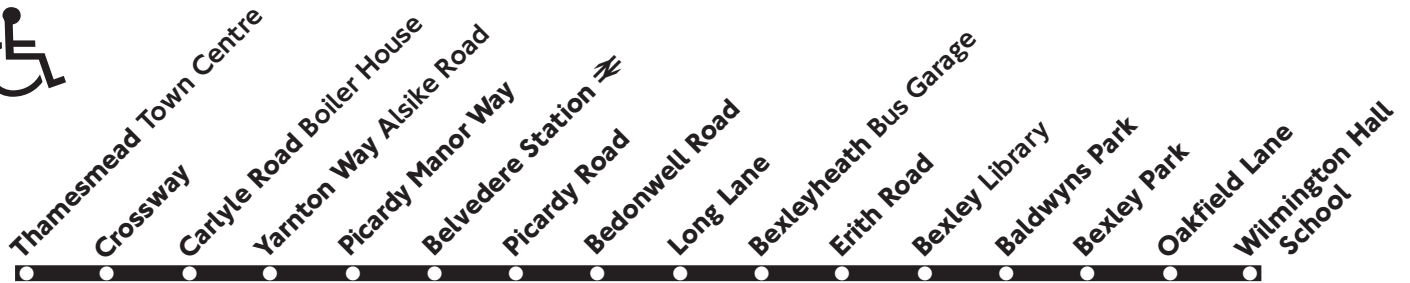 Thamesmead Town Centre
Crossway
Carlyle Road Boiler House
Yarnton Way Alsike Road
Picardy Manor Way
Belvedere Station
Picardy Road
Bedonwell Road
Long Lane
Bexleyheath Bus Garage
Erith Road
Bexley Library
Baldwyns Park
Bexley Park
Oakfield Lane
Wilmington Hall
School